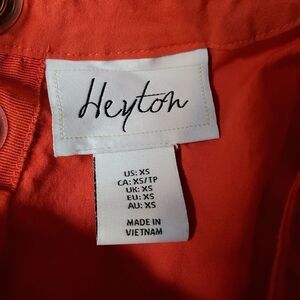 Heyton
US: XS
CA: XS/TP
UK: XS
EU: XS
AU: XS
MADE IN
VIETNAM